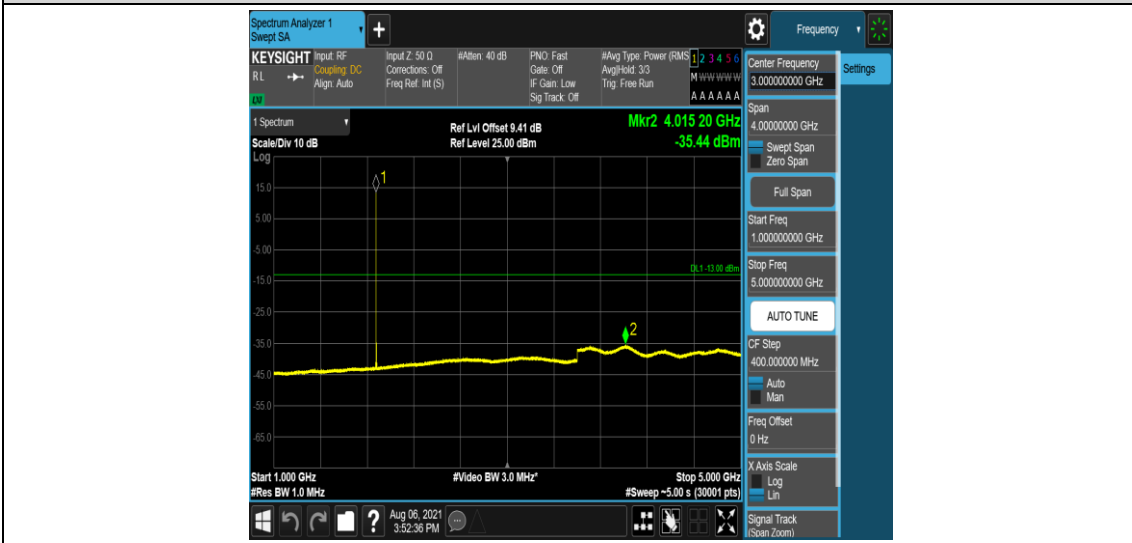 Spectrum Analyzer 1
Swept SA
+
Frequency
KEYSIGHT
RL
LXI
Input: RF
Coupling: DC
Align: Auto
Input Z: 50 Ω
Corrections: Off
Freq Ref: Int (S)
#Atten: 40 dB
PNO: Fast
Gate: Off
IF Gain: Low
Sig Track: Off
#Avg Type: Power (RMS
Avg|Hold: 3/3
Trig: Free Run
1 2 3 4 5 6
M W W W W W
A A A A A A
1 Spectrum
Scale/Div 10 dB
Log
Ref Lvl Offset 9.41 dB
Ref Level 25.00 dBm
Mkr2 4.015 20 GHz
-35.44 dBm
1
15.0
5.00
-5.00
DL1 -13.00 dBm
-15.0
-25.0
2
-35.0
-45.0
-55.0
-65.0
Start 1.000 GHz
#Video BW 3.0 MHz*
Stop 5.000 GHz
#Res BW 1.0 MHz
#Sweep ~5.00 s (30001 pts)
?
Aug 06, 2021
3:52:36 PM
Center Frequency
3.000000000 GHz
Settings
Span
4.00000000 GHz
Swept Span
Zero Span
Full Span
Start Freq
1.000000000 GHz
Stop Freq
5.000000000 GHz
AUTO TUNE
CF Step
400.000000 MHz
Auto
Man
Freq Offset
0 Hz
X Axis Scale
Log
Lin
Signal Track
(Span Zoom)